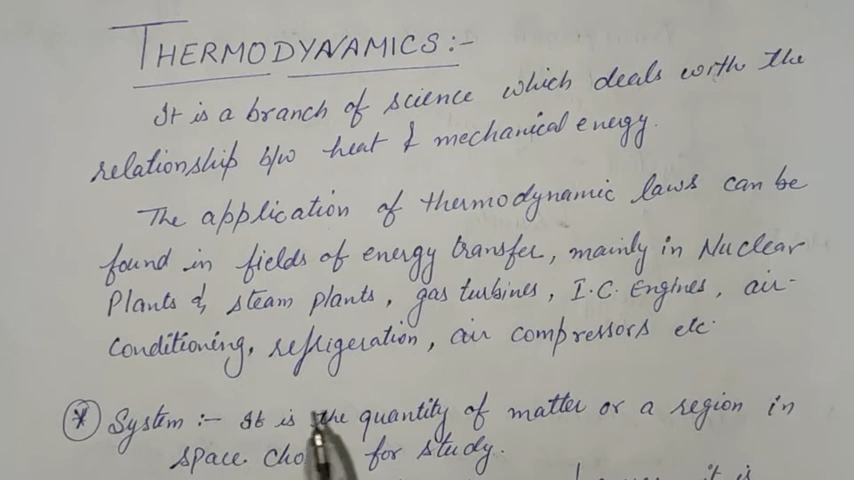 THERMODYNAMICS :-
It is a branch of science which deals with the
relationship b/w heat & mechanical energy.
The application of thermodynamic laws can be
found in fields of energy transfer, mainly in Nuclear
Plants & steam plants, gas turbines, I.C. Engines, air-
conditioning, refrigeration, air compressors etc.
* System :- It is the quantity of matter or a region in
space cho for study.
it is